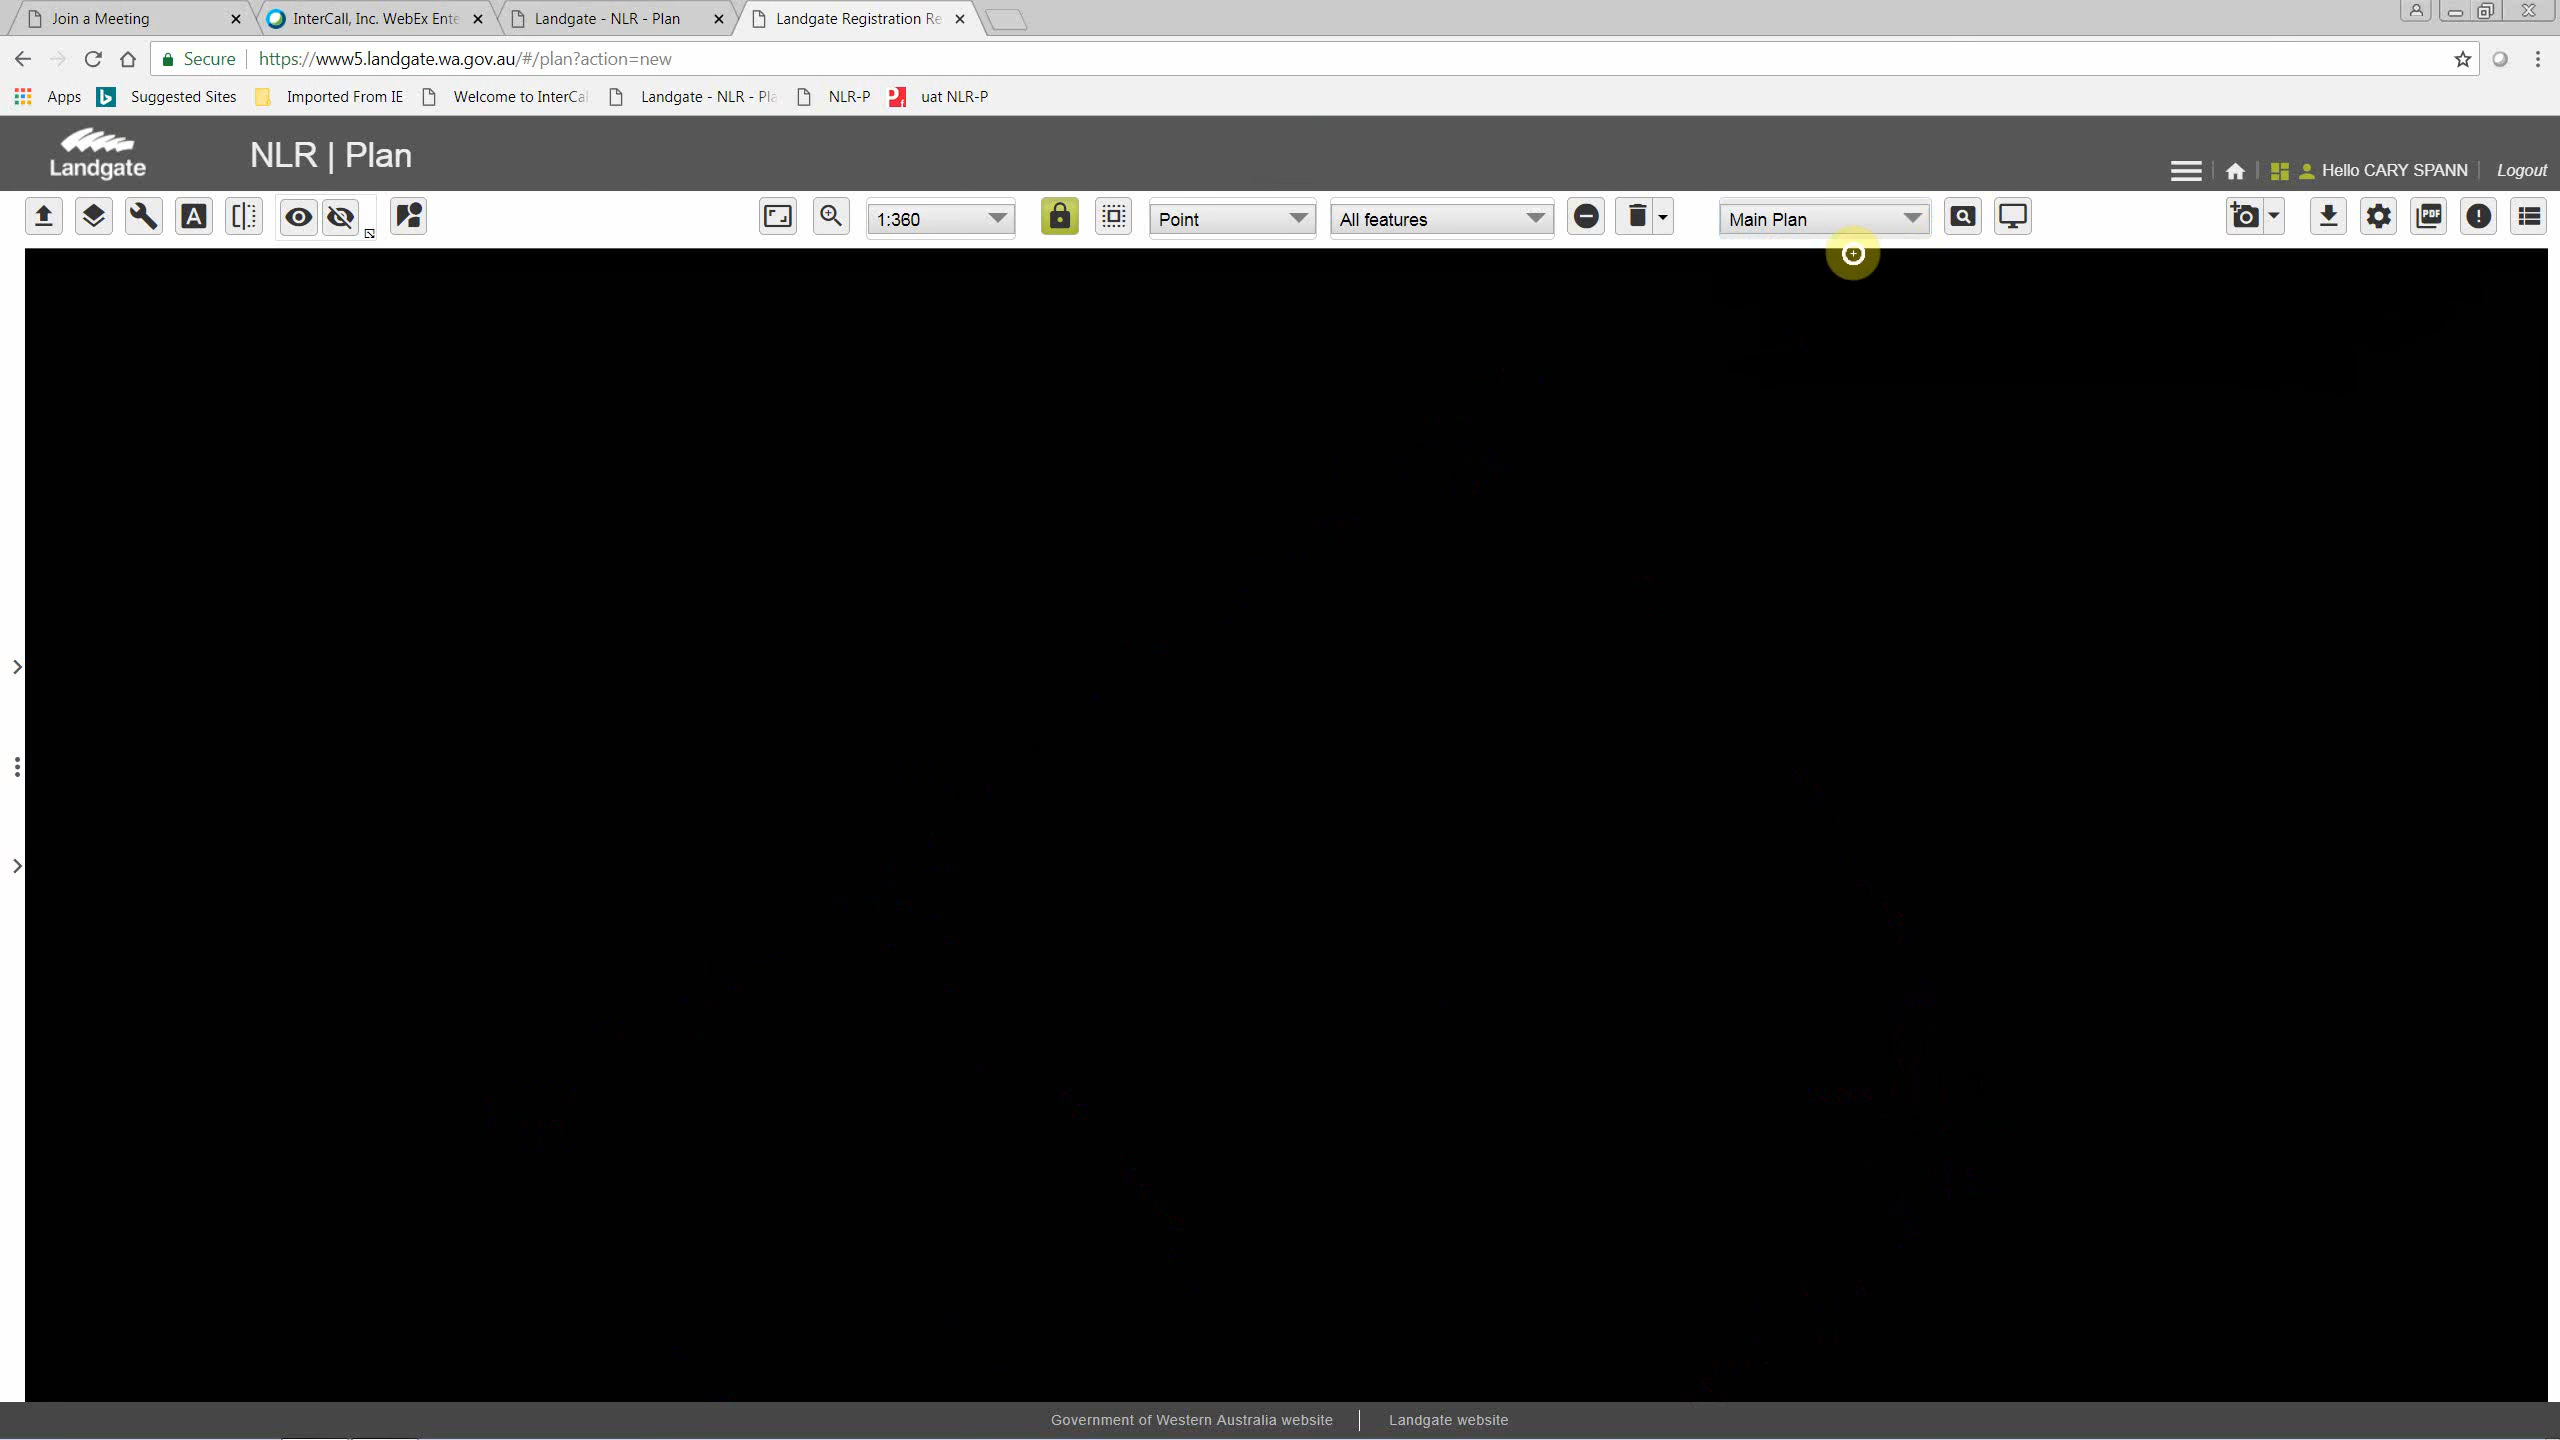 Join a Meeting
InterCall, Inc. WebEx Ente
Landgate - NLR - Plan
Landgate Registration Re
Secure
https://www5.landgate.wa.gov.au/#/plan?action=new
Apps
Suggested Sites
Imported From IE
Welcome to InterCal
Landgate - NLR - Pla
NLR-P
uat NLR-P
Landgate
NLR | Plan
Hello CARY SPANN
Logout
A
1:360
Point
All features
Main Plan
PDF
Government of Western Australia website
Landgate website